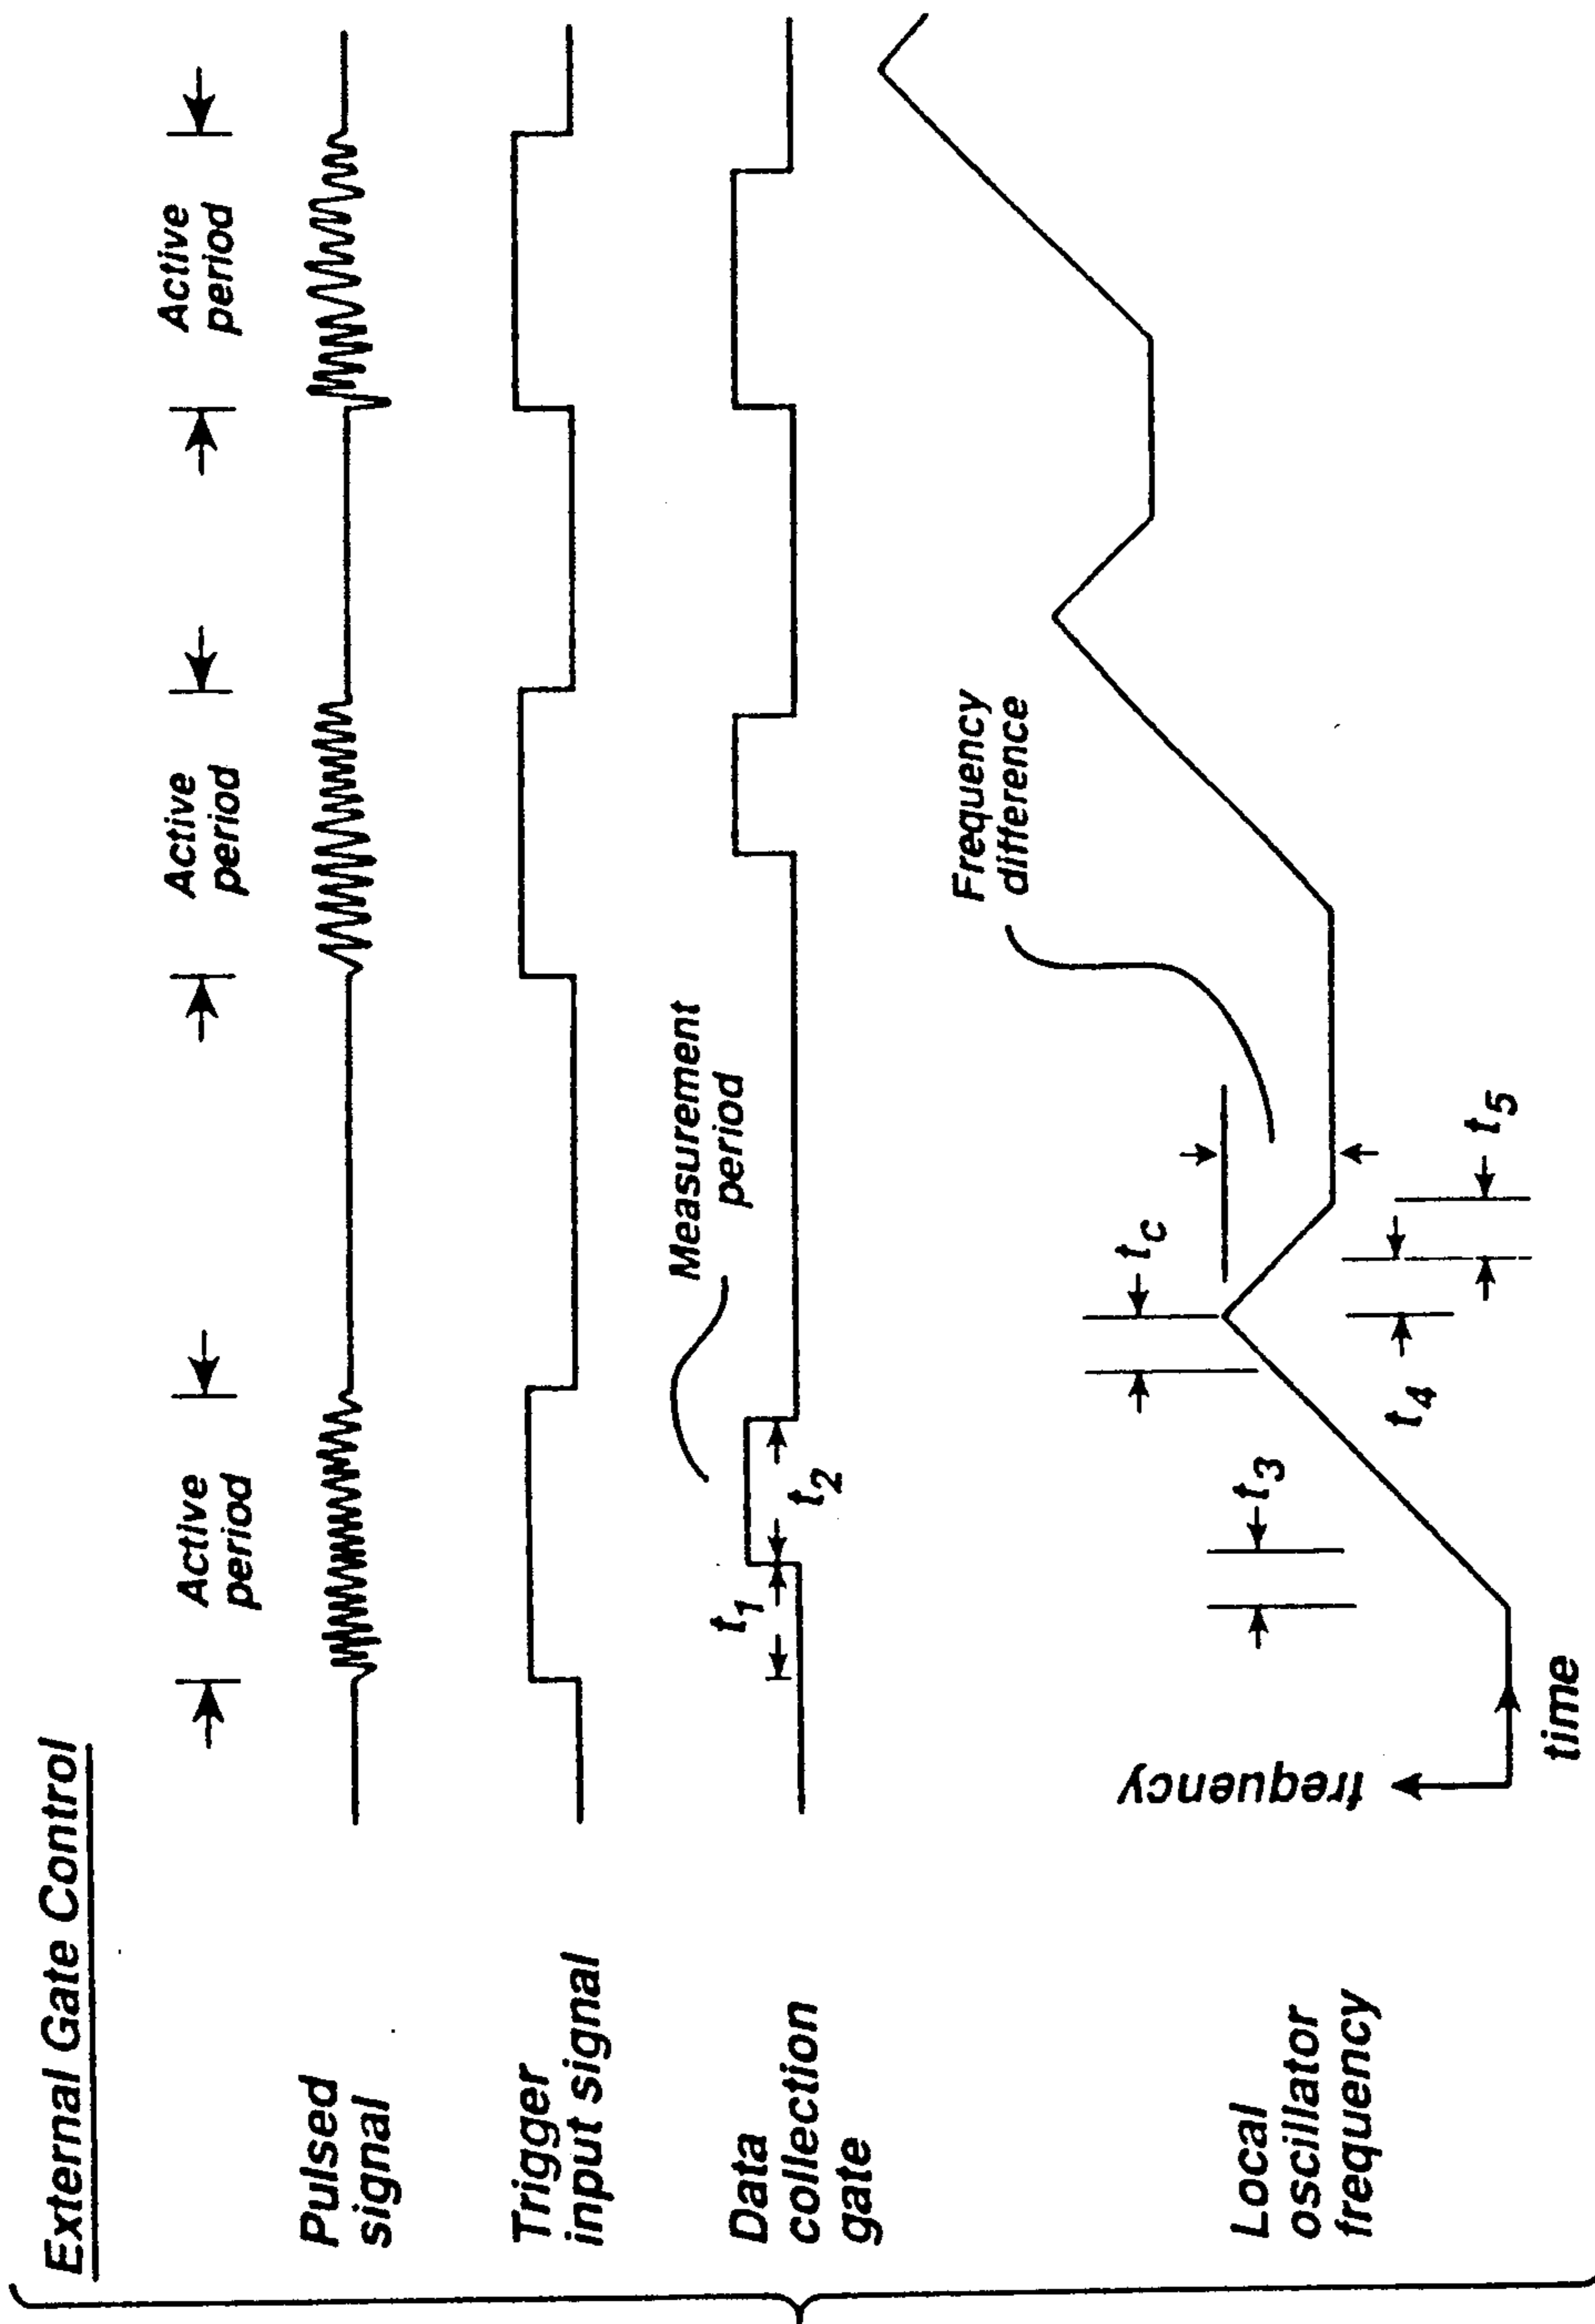 External Gate Control
Active
period
Active
period
Active
period
Pulsed
signal
Trigger
input signal
Measurement
period
Data
collection
gate
t1
t2
Frequency
difference
Local
oscillator
frequency
frequency
time
t3
tc
t4
t5